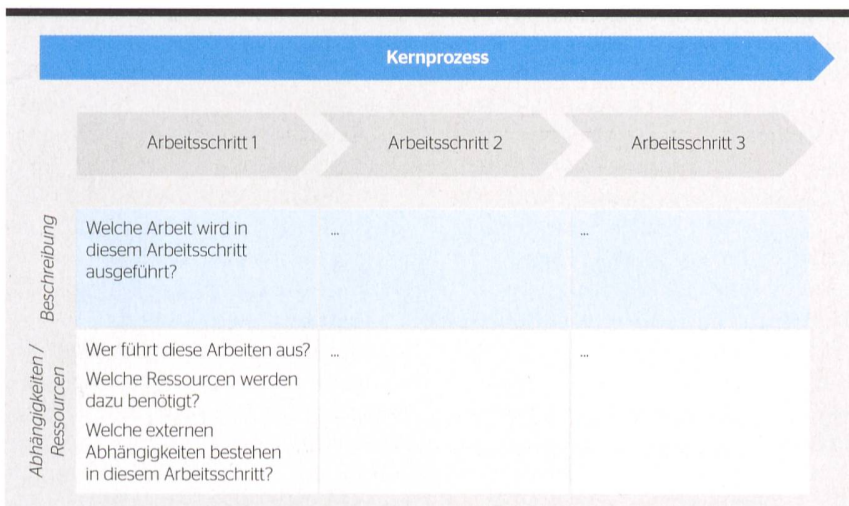 Kernprozess
Arbeitsschritt 1
Arbeitsschritt 2
Arbeitsschritt 3
Beschreibung
Welche Arbeit wird in
diesem Arbeitsschritt
ausgeführt?
...
...
Abhängigkeiten /
Ressourcen
Wer führt diese Arbeiten aus?
Welche Ressourcen werden
dazu benötigt?
Welche externen
Abhängigkeiten bestehen
in diesem Arbeitsschritt?
...
...